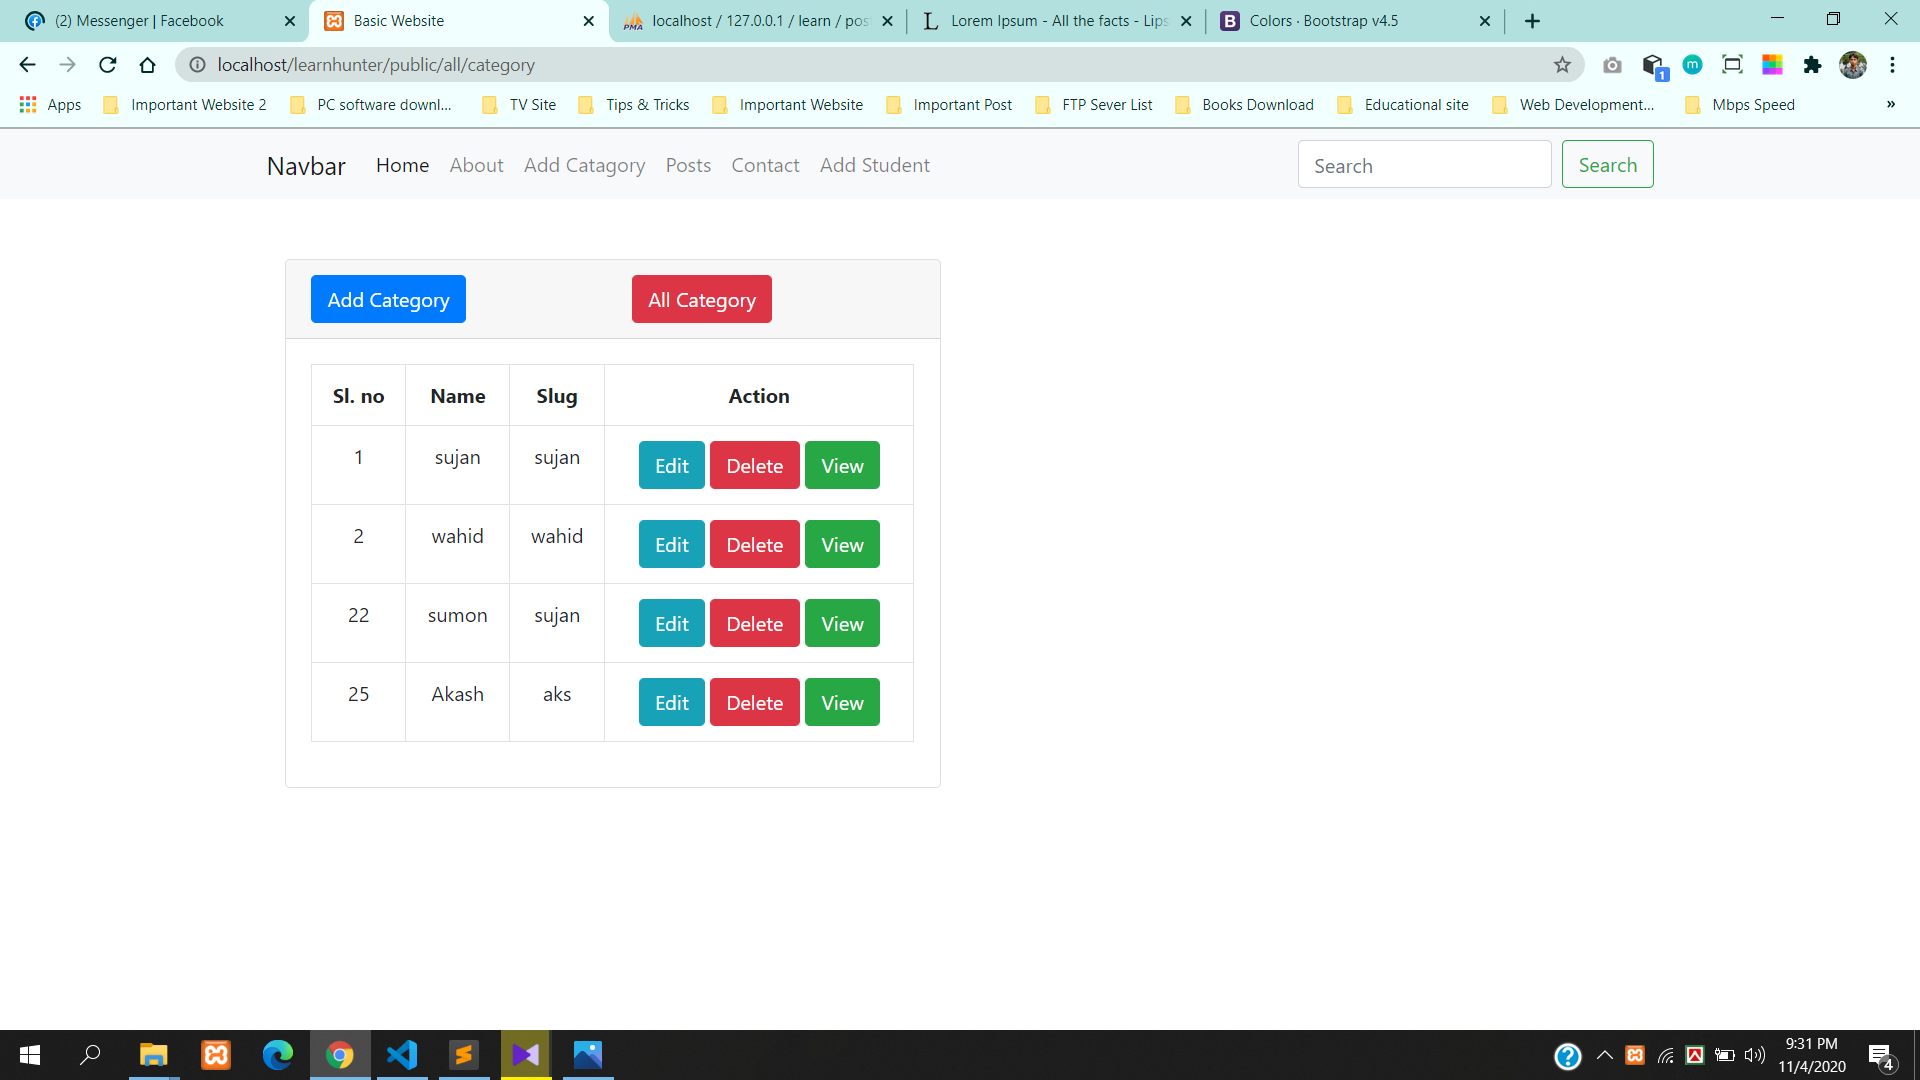 (2) Messenger | Facebook
Basic Website
localhost / 127.0.0.1 / learn / pos
Lorem Ipsum - All the facts - Lips
Colors · Bootstrap v4.5
localhost/learnhunter/public/all/category
1
Apps
Important Website 2
PC software downl...
TV Site
Tips & Tricks
Important Website
Important Post
FTP Sever List
Books Download
Educational site
Web Development...
Mbps Speed
»
Navbar Home About Add Catagory Posts Contact Add Student Search Search
Add Category All Category
Sl. no Name Slug Action
1 sujan sujan Edit Delete View
2 wahid wahid Edit Delete View
22 sumon sujan Edit Delete View
25 Akash aks Edit Delete View
9:31 PM
11/4/2020
4